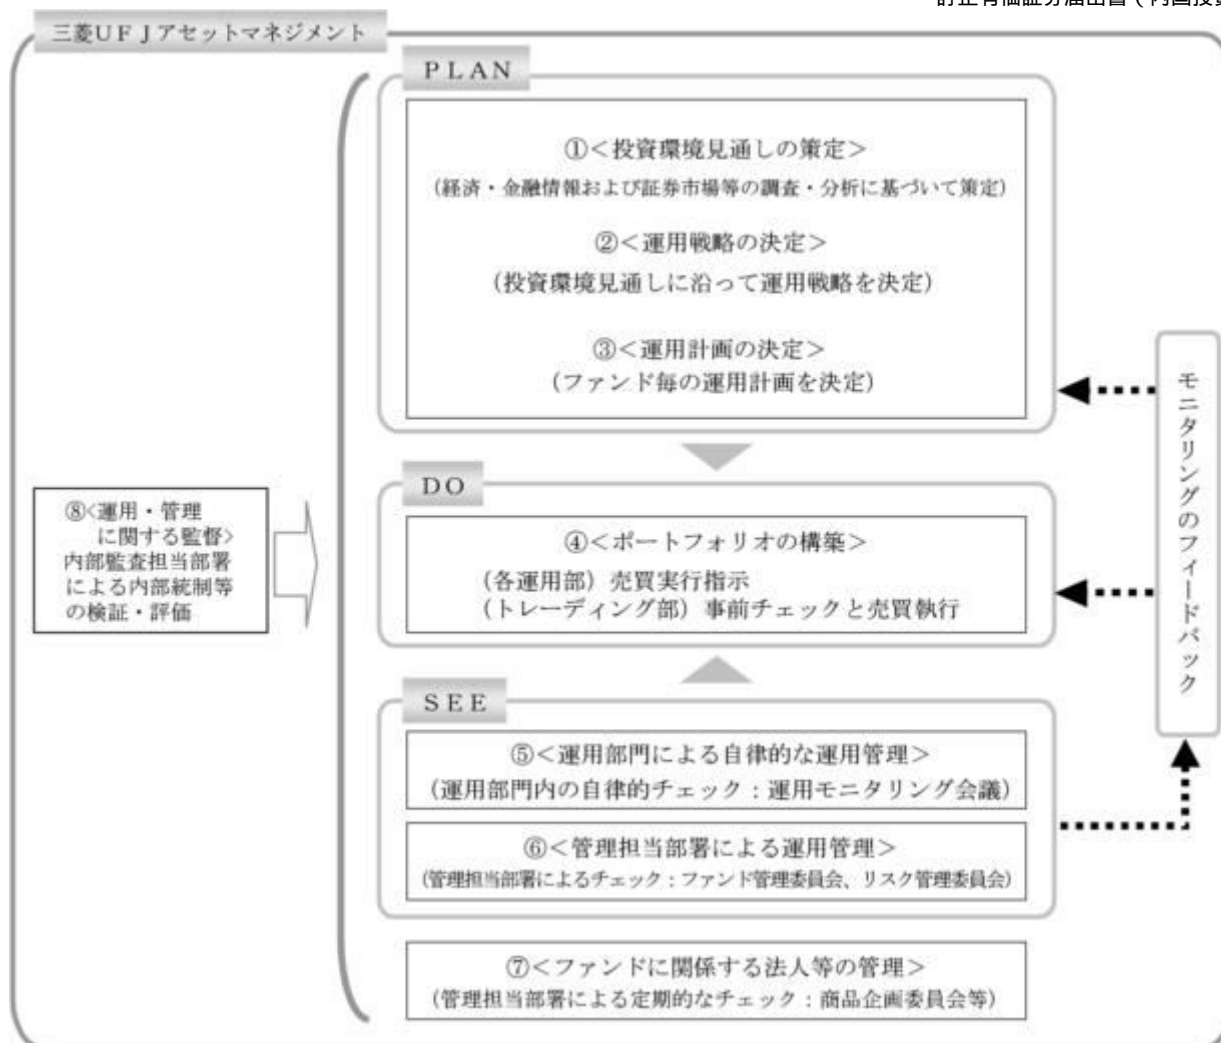 三菱UFJアセットマネジメント
PLAN
①<投資環境見通しの策定>
(経済・金融情報および証券市場等の調査・分析に基づいて策定)
②<運用戦略の決定>
(投資環境見通しに沿って運用戦略を決定)
③<運用計画の決定>
(ファンド毎の運用計画を決定)
DO
④<ポートフォリオの構築>
(各運用部)売買実行指示
(トレーディング部)事前チェックと売買執行
SEE
⑤<運用部門による自律的な運用管理>
(運用部門内の自律的チェック:運用モニタリング会議)
⑥<管理担当部署による運用管理>
(管理担当部署によるチェック:ファンド管理委員会、リスク管理委員会)
⑦<ファンドに関係する法人等の管理>
(管理担当部署による定期的なチェック:商品企画委員会等)
⑧<運用・管理
に関する監督>
内部監査担当部署
による内部統制等
の検証・評価
モニタリングのフィードバック